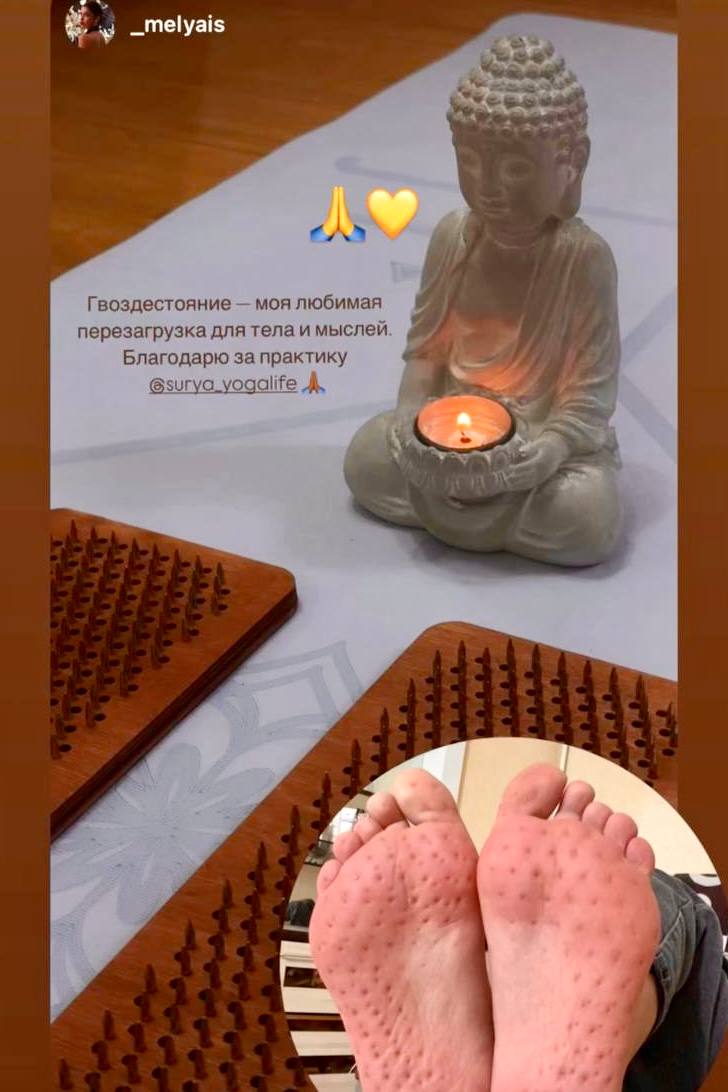 _melyais
🙏💛
Гвоздестояние — моя любимая
перезагрузка для тела и мыслей.
Благодарю за практику
@surya_yogalife 🙏🏾